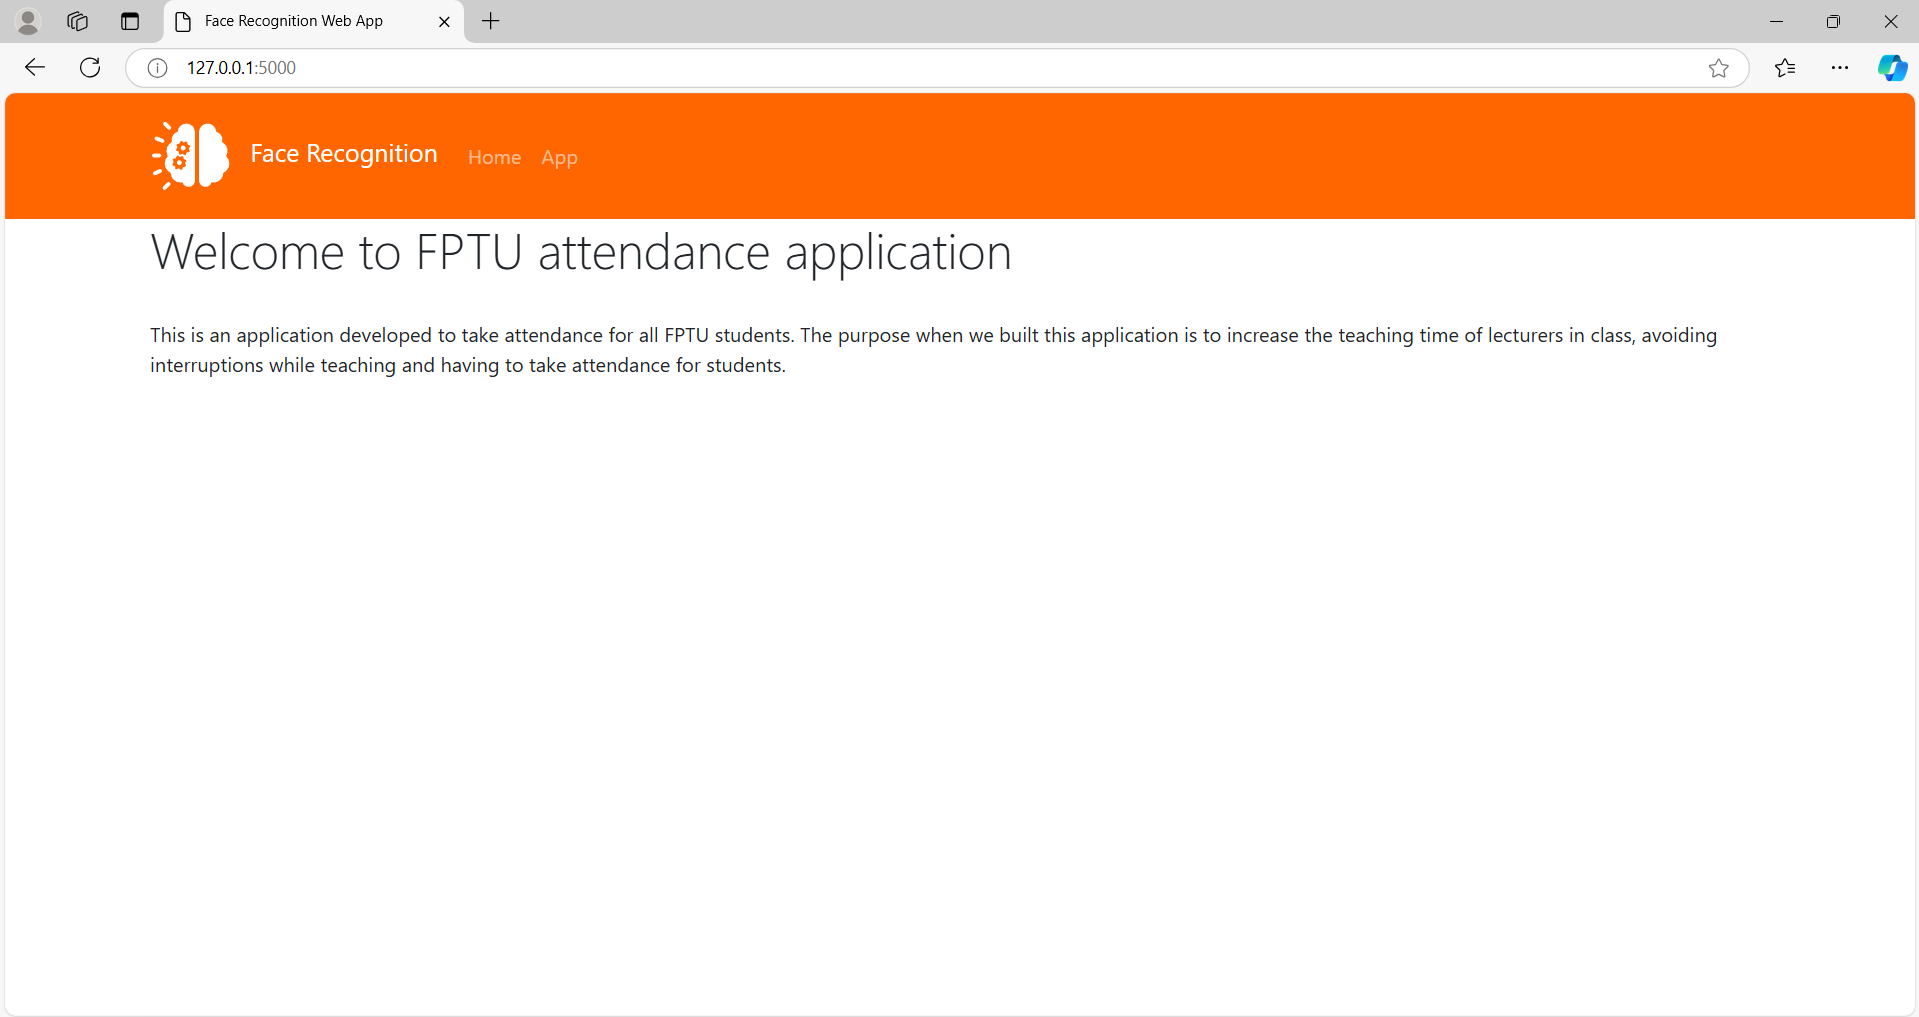 Face Recognition Web App
127.0.0.1:5000
Face Recognition Home App
Welcome to FPTU attendance application
This is an application developed to take attendance for all FPTU students. The purpose when we built this application is to increase the teaching time of lecturers in class, avoiding
interruptions while teaching and having to take attendance for students.